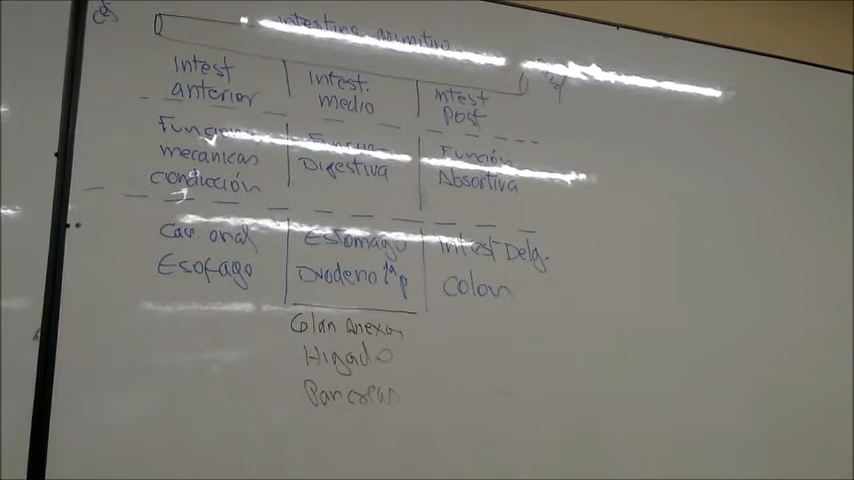 intestino primitivo
Intest anterior
Intest. medio
Intest Post
Funciones mecánicas conducción
Función Digestiva
Función Absortiva
Cav. oral
Esofago
Estomago
Duodeno 1ª p
Intest Delg.
Colon
Glan anexas
Higado
Pancreas